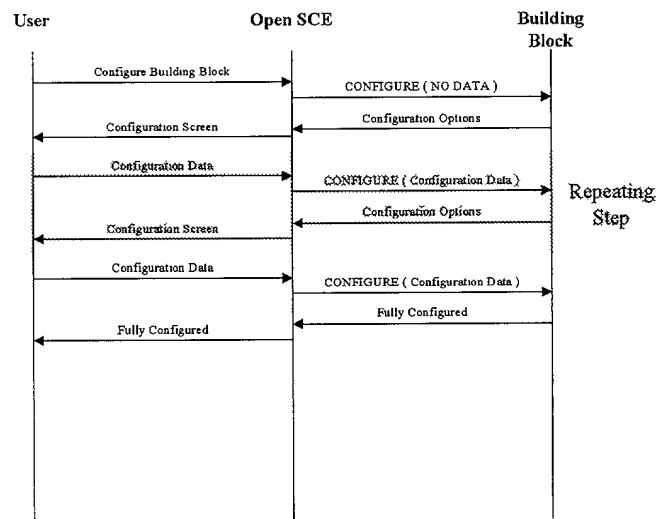 User
Open SCE
Building
Block
Configure Building Block
CONFIGURE ( NO DATA )
Configuration Options
Configuration Screen
Configuration Data
CONFIGURE ( Configuration Data )
Repeating
Step
Configuration Options
Configuration Screen
Configuration Data
CONFIGURE ( Configuration Data )
Fully Configured
Fully Configured